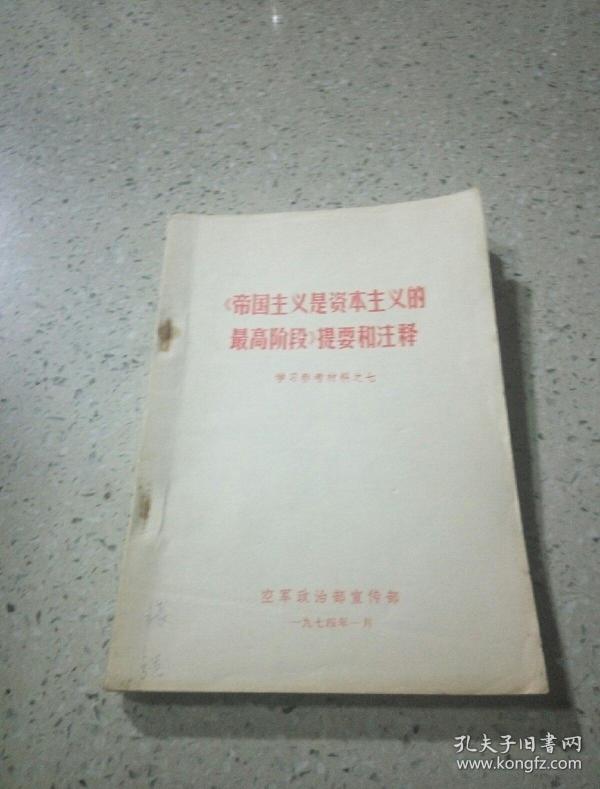 《帝国主义是资本主义的
最高阶段》提要和注释
学习参考材料之七
空军政治部宣传部
一九七四年一月
孔夫子旧书网
www.kongfz.com